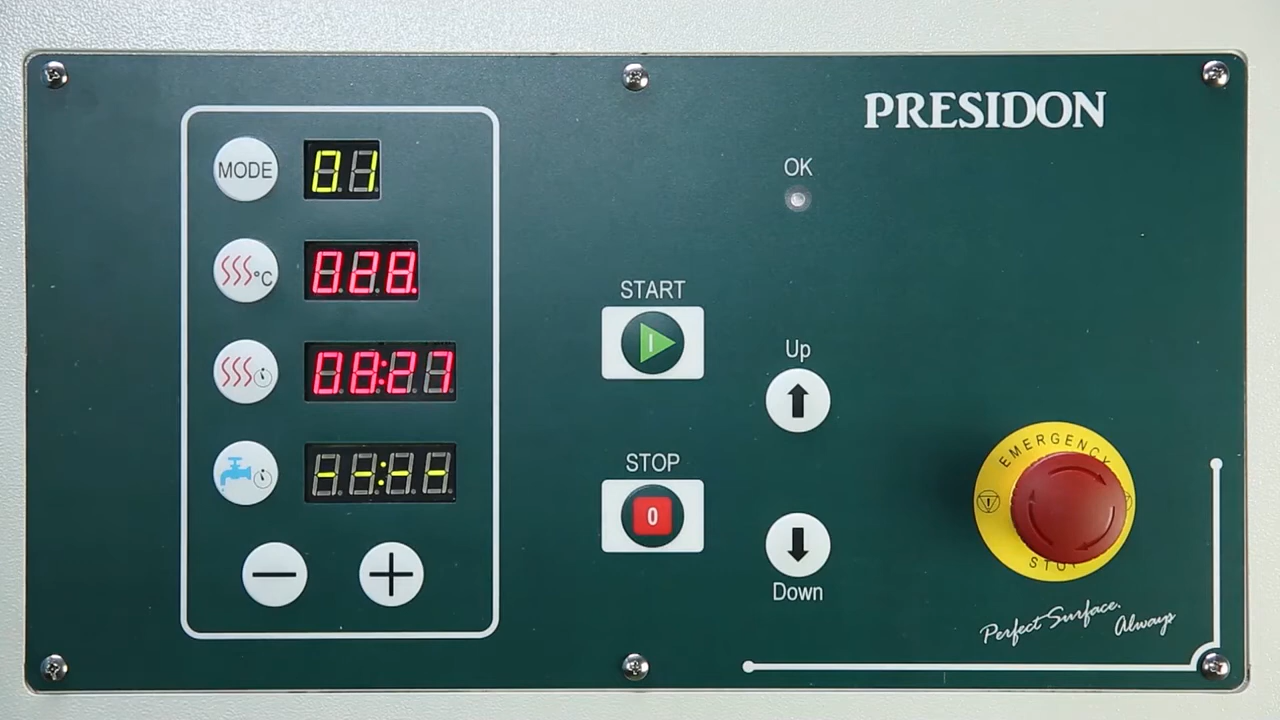 PRESIDON
MODE
01
OK
°C
028.
START
08:27
Up
--:--
STOP
0
EMERGENCY
STOP
Down
Perfect Surface.
Always